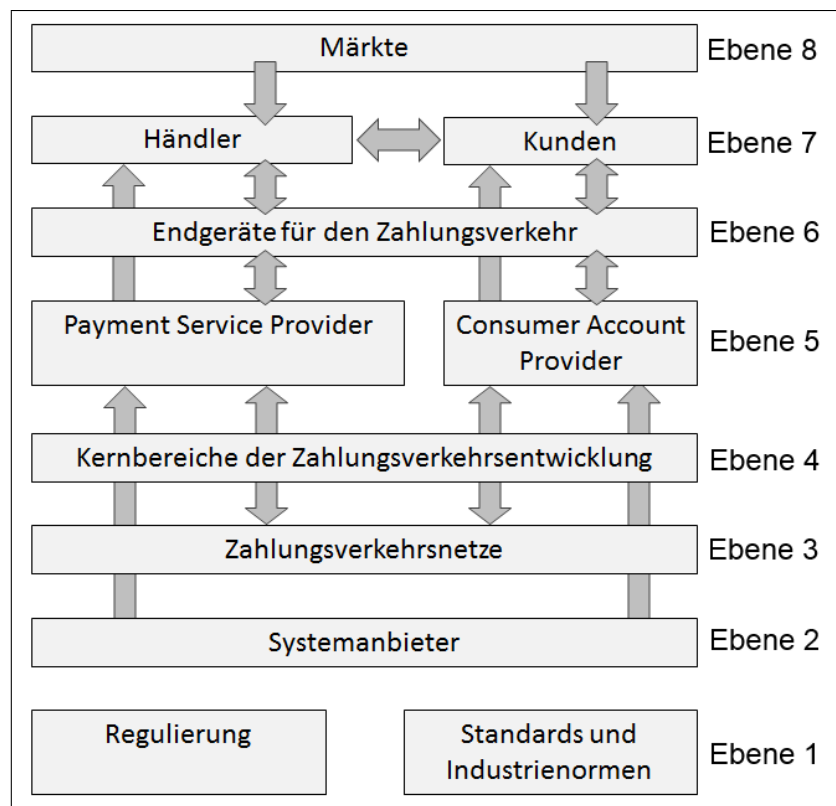 Märkte
Ebene 8
Händler
Kunden
Ebene 7
Endgeräte für den Zahlungsverkehr
Ebene 6
Payment Service Provider
Consumer Account
Provider
Ebene 5
Kernbereiche der Zahlungsverkehrsentwicklung
Ebene 4
Zahlungsverkehrsnetze
Ebene 3
Systemanbieter
Ebene 2
Regulierung
Standards und
Industrienormen
Ebene 1